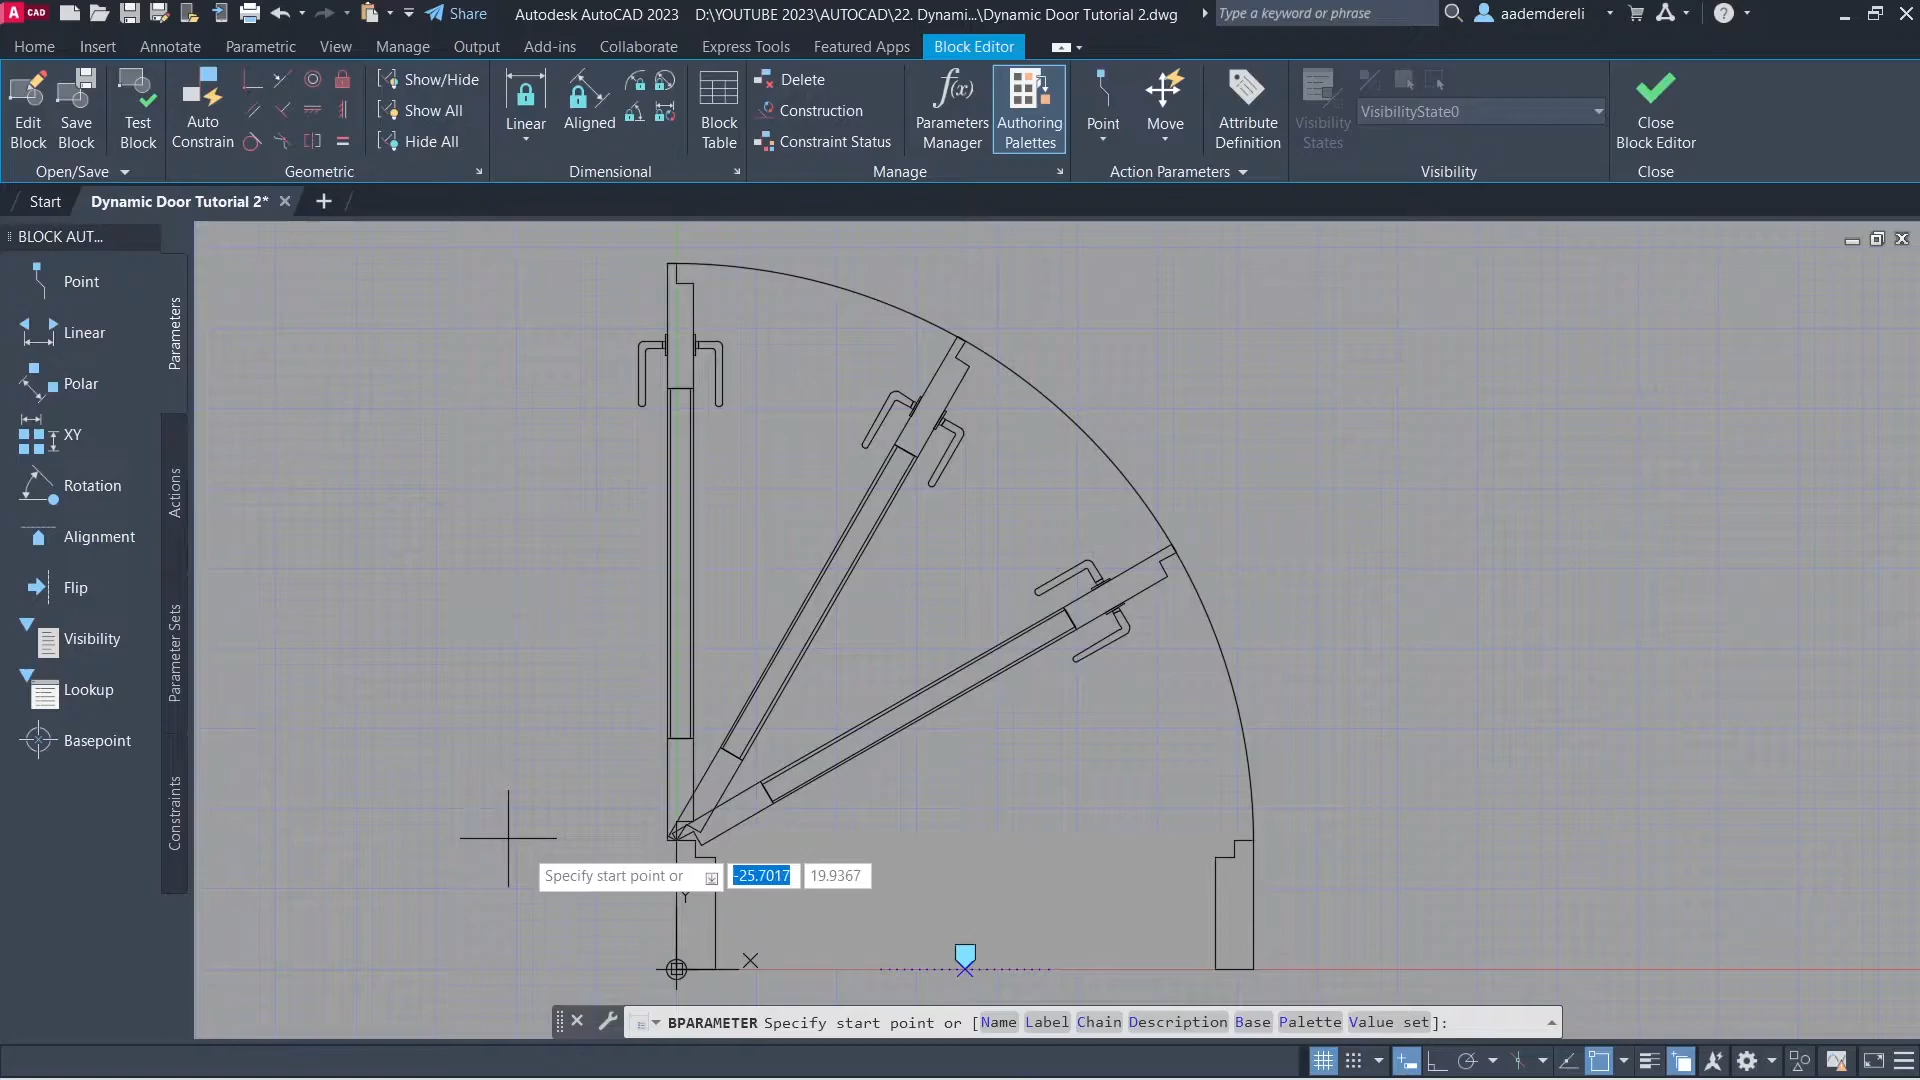 A CAD
Share
Autodesk AutoCAD 2023 D:\YOUTUBE 2023\AUTOCAD\22. Dynami...\Dynamic Door Tutorial 2.dwg
Type a keyword or phrase
aademdereli
Home Insert Annotate Parametric View Manage Output Add-ins Collaborate Express Tools Featured Apps Block Editor
Edit Block
Save Block
Test Block
Auto Constrain
Show/Hide
Show All
Hide All
Linear
Aligned
Block Table
Delete
Construction
Constraint Status
f(x)
Parameters Manager
Authoring Palettes
Point
Move
Attribute Definition
Visibility States
VisibilityState0
Close Block Editor
Open/Save Geometric Dimensional Manage Action Parameters Visibility Close
Start
Dynamic Door Tutorial 2*
BLOCK AUT...
Point
Linear
Polar
XY
Rotation
Alignment
Flip
Visibility
Lookup
Basepoint
Parameters
Actions
Parameter Sets
Constraints
Specify start point or -25.7017 19.9367
Y
X
BPARAMETER Specify start point or [Name Label Chain Description Base Palette Value set]: